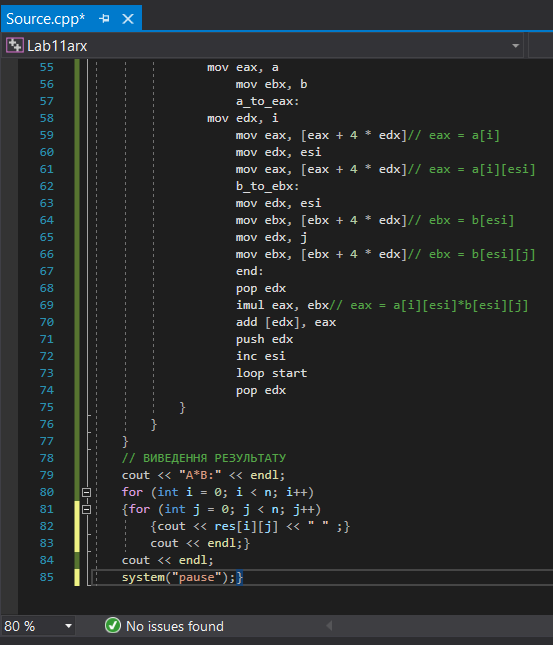 Source.cpp*
Lab11arx
55 mov eax, a
56 mov ebx, b
57 a_to_eax:
58 mov edx, i
59 mov eax, [eax + 4 * edx]// eax = a[i]
60 mov edx, esi
61 mov eax, [eax + 4 * edx]// eax = a[i][esi]
62 b_to_ebx:
63 mov edx, esi
64 mov ebx, [ebx + 4 * edx]// ebx = b[esi]
65 mov edx, j
66 mov ebx, [ebx + 4 * edx]// ebx = b[esi][j]
67 end:
68 pop edx
69 imul eax, ebx// eax = a[i][esi]*b[esi][j]
70 add [edx], eax
71 push edx
72 inc esi
73 loop start
74 pop edx
75 }
76 }
77 }
78 // ВИВЕДЕННЯ РЕЗУЛЬТАТУ
79 cout << "A*B:" << endl;
80 for (int i = 0; i < n; i++)
81 {for (int j = 0; j < n; j++)
82 {cout << res[i][j] << " " ;}
83 cout << endl;}
84 cout << endl;
85 system("pause");}
80 % No issues found